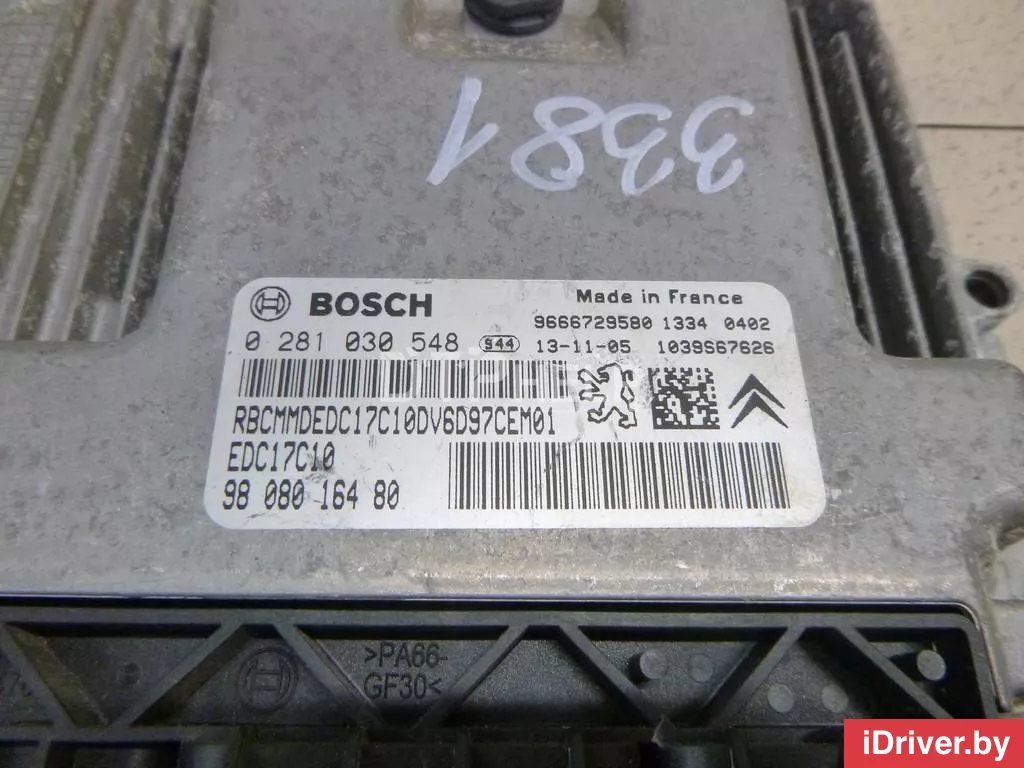 3381
BOSCH
Made in France
9666729580 1334 0402
0 281 030 548 944 13-11-05 1039S67626
RBCMMDEDC17C10DV6D97CEM01
EDC17C10
98 080 164 80
>PA66-
GF30<
iDriver.by